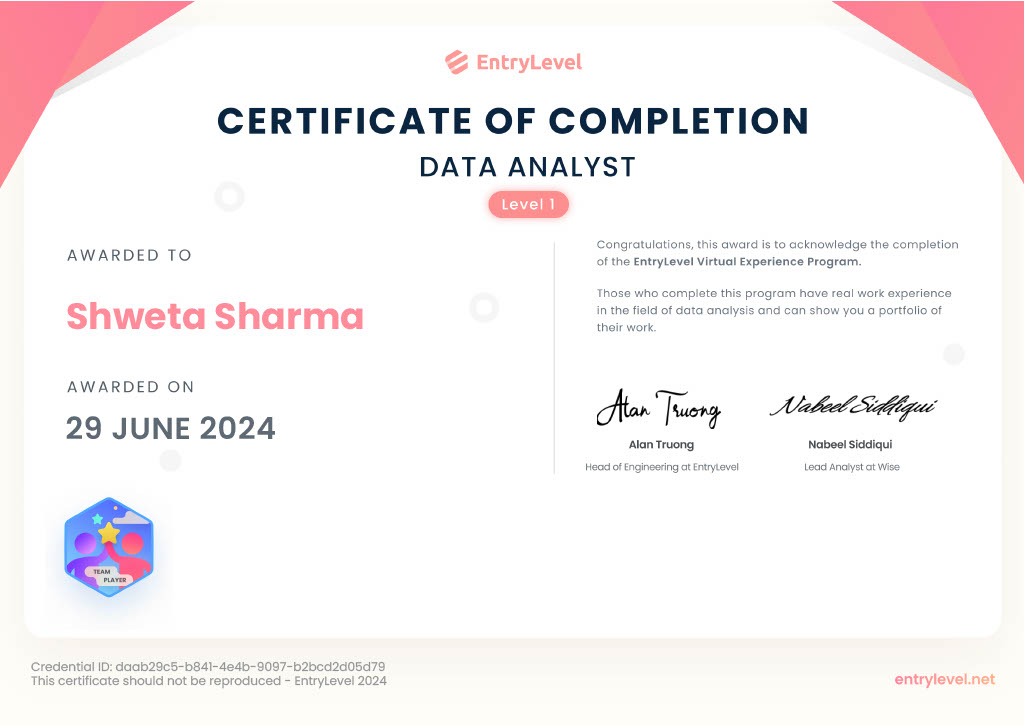 EntryLevel
CERTIFICATE OF COMPLETION
DATA ANALYST
Level 1
AWARDED TO
Shweta Sharma
AWARDED ON
29 JUNE 2024
Congratulations, this award is to acknowledge the completion
of the EntryLevel Virtual Experience Program.
Those who complete this program have real work experience
in the field of data analysis and can show you a portfolio of
their work.
Alan Truong
Alan Truong
Head of Engineering at EntryLevel
Nabeel Siddiqui
Nabeel Siddiqui
Lead Analyst at Wise
TEAM
PLAYER
Credential ID: daab29c5-b841-4e4b-9097-b2bcd2d05d79
This certificate should not be reproduced - EntryLevel 2024
entrylevel.net